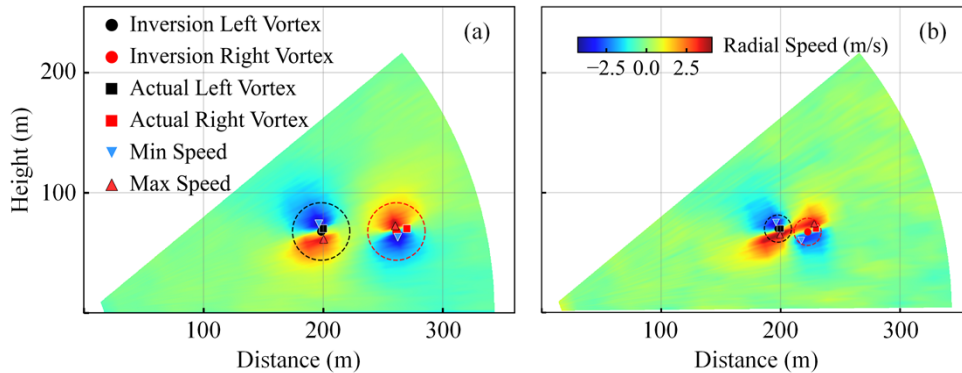 (a)
Inversion Left Vortex
Inversion Right Vortex
Actual Left Vortex
Actual Right Vortex
Min Speed
Max Speed
Height (m)
200
100
100
200
300
Distance (m)
(b)
Radial Speed (m/s)
−2.5 0.0 2.5
100
200
300
Distance (m)